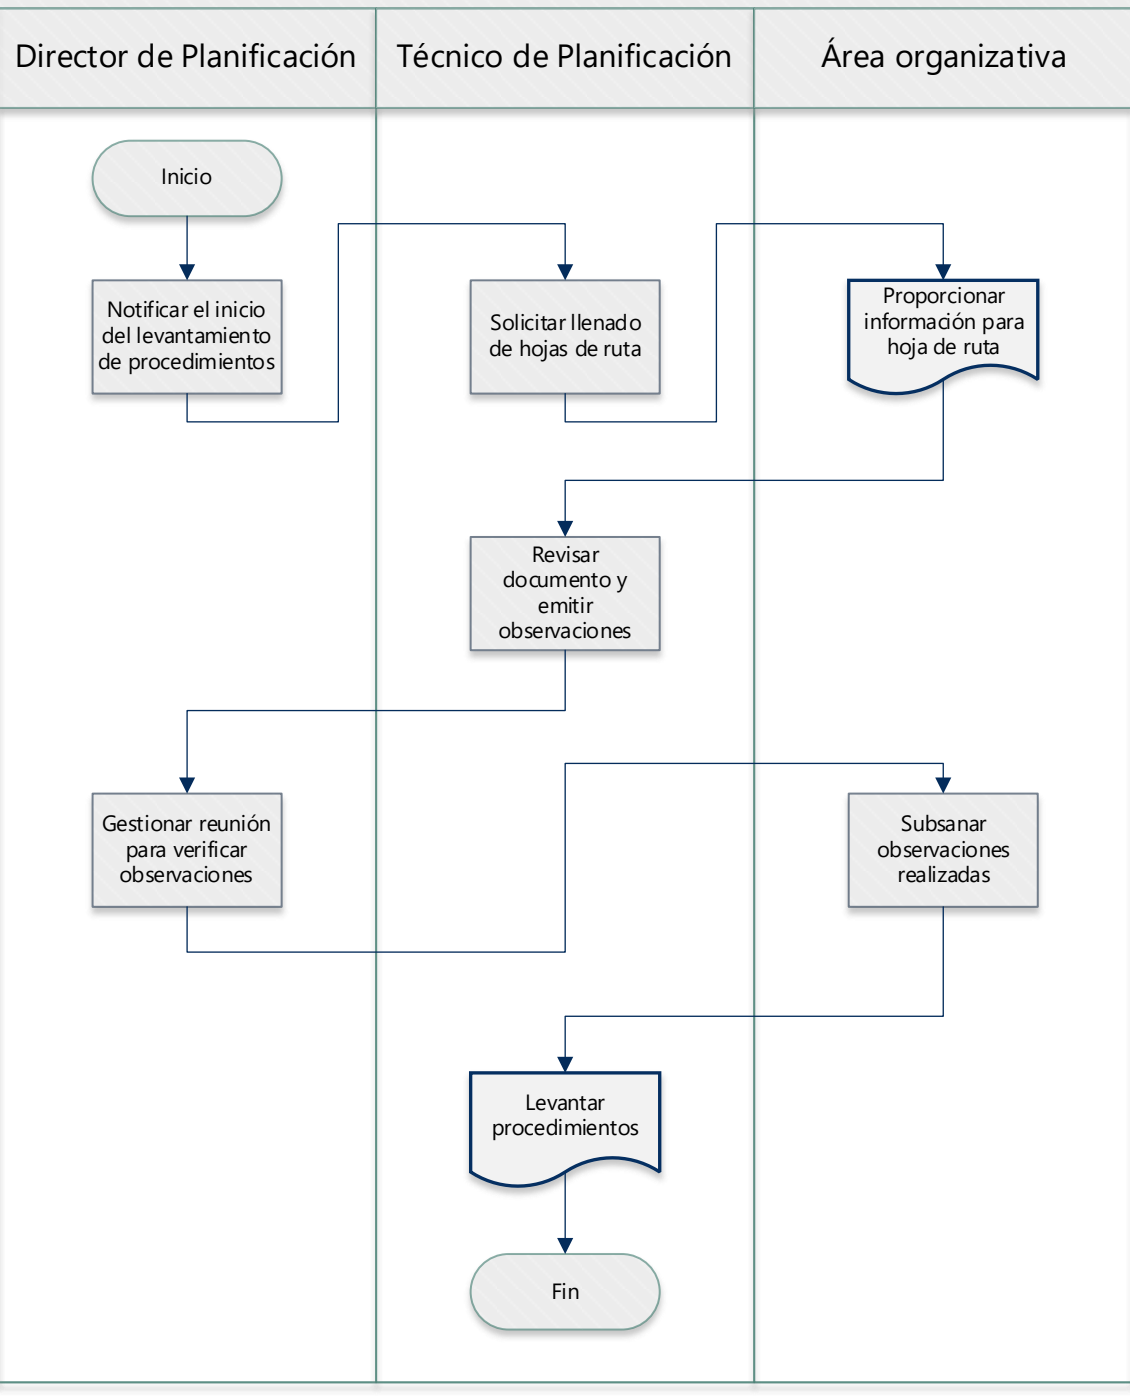 Director de Planificación
Técnico de Planificación
Área organizativa
Inicio
Notificar el inicio
del levantamiento
de procedimientos
Solicitar llenado
de hojas de ruta
Proporcionar
información para
hoja de ruta
Revisar
documento y
emitir
observaciones
Gestionar reunión
para verificar
observaciones
Subsanar
observaciones
realizadas
Levantar
procedimientos
Fin